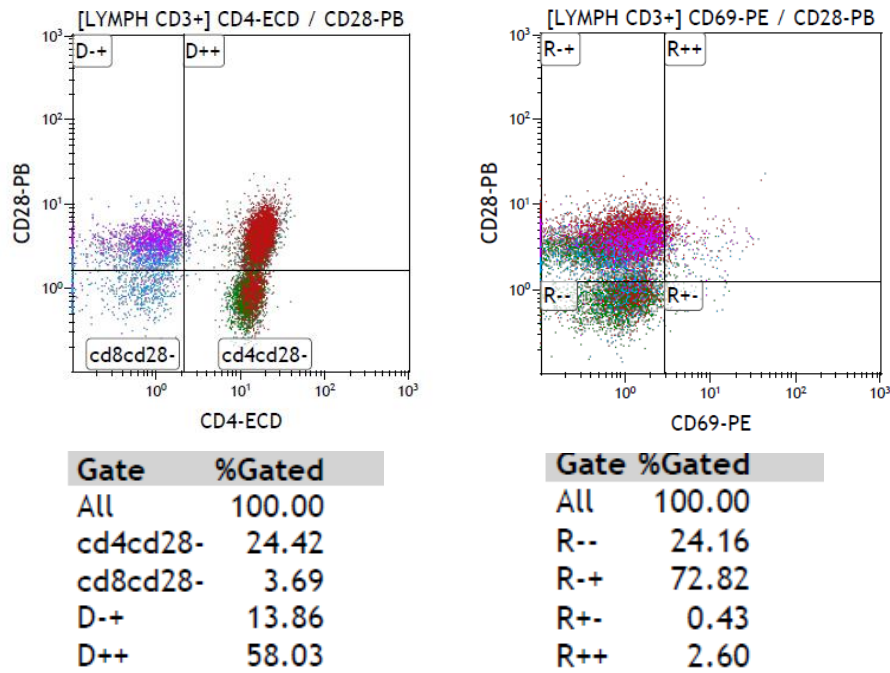 [LYMPH CD3+] CD4-ECD / CD28-PB
10³
D-+
D++
10²
10¹
10⁰
CD28-PB
cd8cd28-
cd4cd28-
10⁰
10¹
10²
10³
CD4-ECD
Gate %Gated
All 100.00
cd4cd28- 24.42
cd8cd28- 3.69
D-+ 13.86
D++ 58.03
[LYMPH CD3+] CD69-PE / CD28-PB
10³
R-+
R++
10²
10¹
10⁰
CD28-PB
R--
R+-
10⁰
10¹
10²
10³
CD69-PE
Gate %Gated
All 100.00
R-- 24.16
R-+ 72.82
R+- 0.43
R++ 2.60